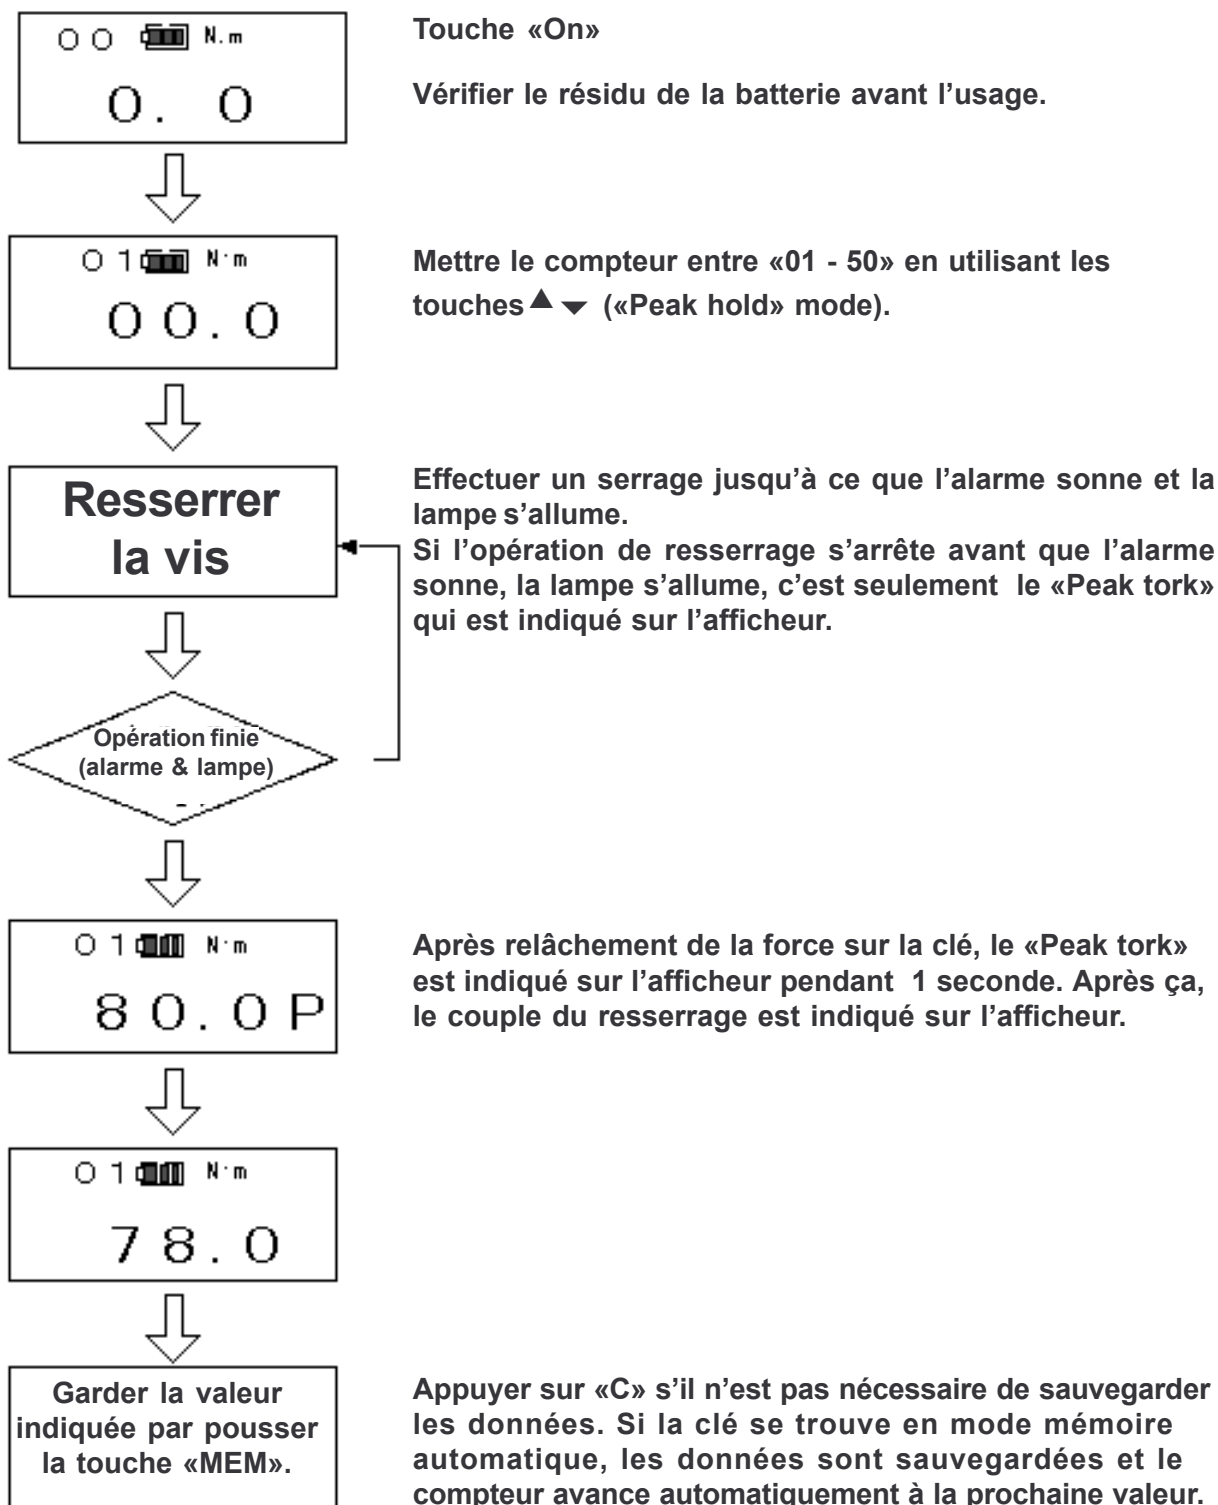 00 N.m
0. 0
Touche «On»
Vérifier le résidu de la batterie avant l’usage.
01 N·m
00.0
Mettre le compteur entre «01 - 50» en utilisant les
touches ▲ ▼ («Peak hold» mode).
Resserrer
la vis
Effectuer un serrage jusqu’à ce que l’alarme sonne et la
lampe s’allume.
Si l’opération de resserrage s’arrête avant que l’alarme
sonne, la lampe s’allume, c’est seulement le «Peak tork»
qui est indiqué sur l’afficheur.
Opération finie
(alarme & lampe)
01 N·m
80.0P
Après relâchement de la force sur la clé, le «Peak tork»
est indiqué sur l’afficheur pendant 1 seconde. Après ça,
le couple du resserrage est indiqué sur l’afficheur.
01 N·m
78.0
Garder la valeur
indiquée par pousser
la touche «MEM».
Appuyer sur «C» s’il n’est pas nécessaire de sauvegarder
les données. Si la clé se trouve en mode mémoire
automatique, les données sont sauvegardées et le
compteur avance automatiquement à la prochaine valeur.